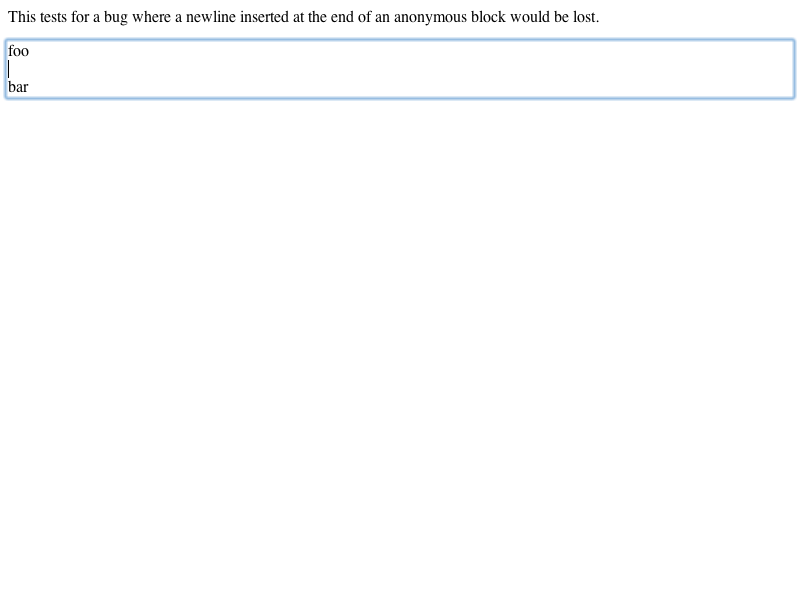 This tests for a bug where a newline inserted at the end of an anonymous block would be lost.
foo
bar